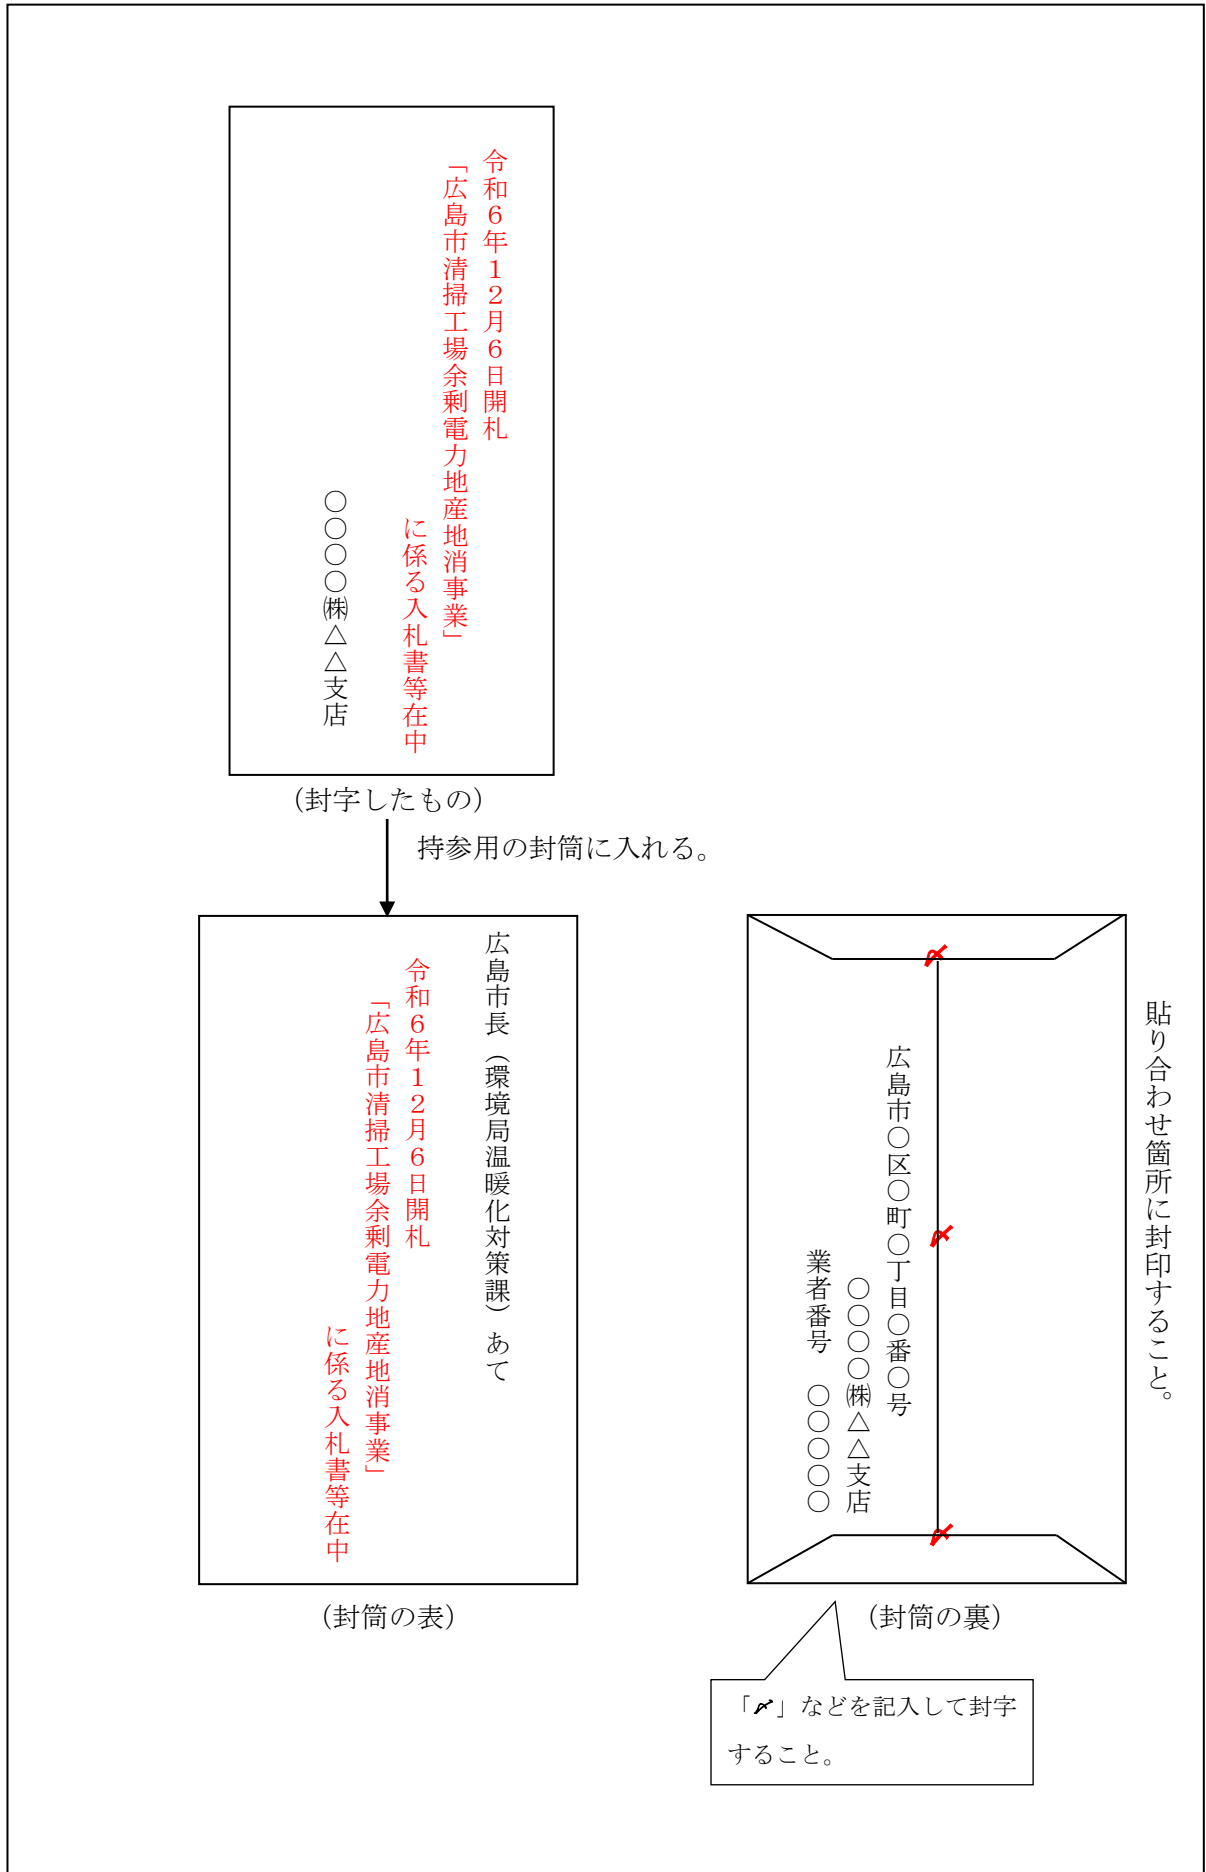 令和６年１２月６日開札
「広島市清掃工場余剰電力地産地消事業」
に係る入札書等在中
○○○○㈱△△支店
（封字したもの）
持参用の封筒に入れる。
広島市長（環境局温暖化対策課）あて
令和６年１２月６日開札
「広島市清掃工場余剰電力地産地消事業」
に係る入札書等在中
（封筒の表）
貼り合わせ箇所に封印すること。
〆
〆
〆
広島市○区○町○丁目○番○号
○○○○㈱△△支店
業者番号　○○○○○
（封筒の裏）
「〆」などを記入して封字
すること。